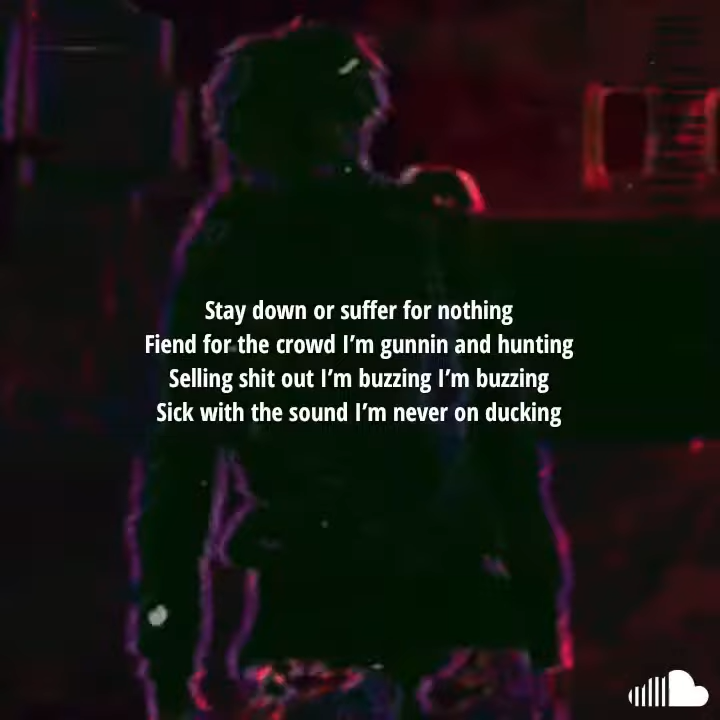 Stay down or suffer for nothing
Fiend for the crowd I’m gunnin and hunting
Selling shit out I’m buzzing I’m buzzing
Sick with the sound I’m never on ducking